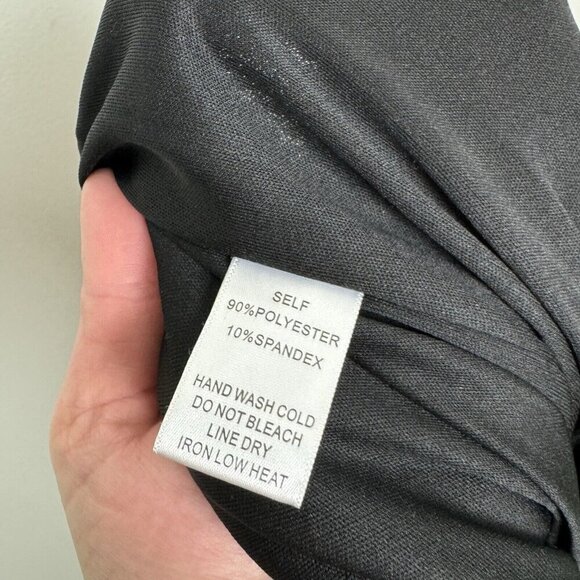 SELF
90%POLYESTER
10%SPANDEX
HAND WASH COLD
DO NOT BLEACH
LINE DRY
IRON LOW HEAT